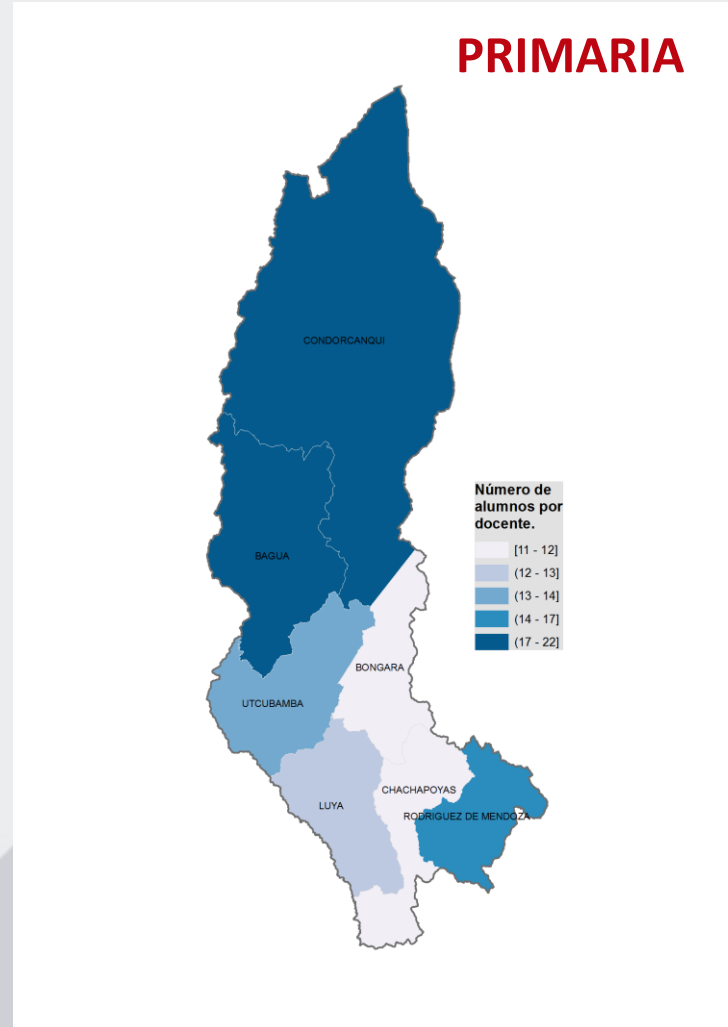 PRIMARIA
CONDORCANQUI
Número de
alumnos por
docente.
[11 - 12]
(12 - 13]
(13 - 14]
(14 - 17]
(17 - 22]
BAGUA
BONGARA
UTCUBAMBA
CHACHAPOYAS
LUYA
RODRIGUEZ DE MENDOZA